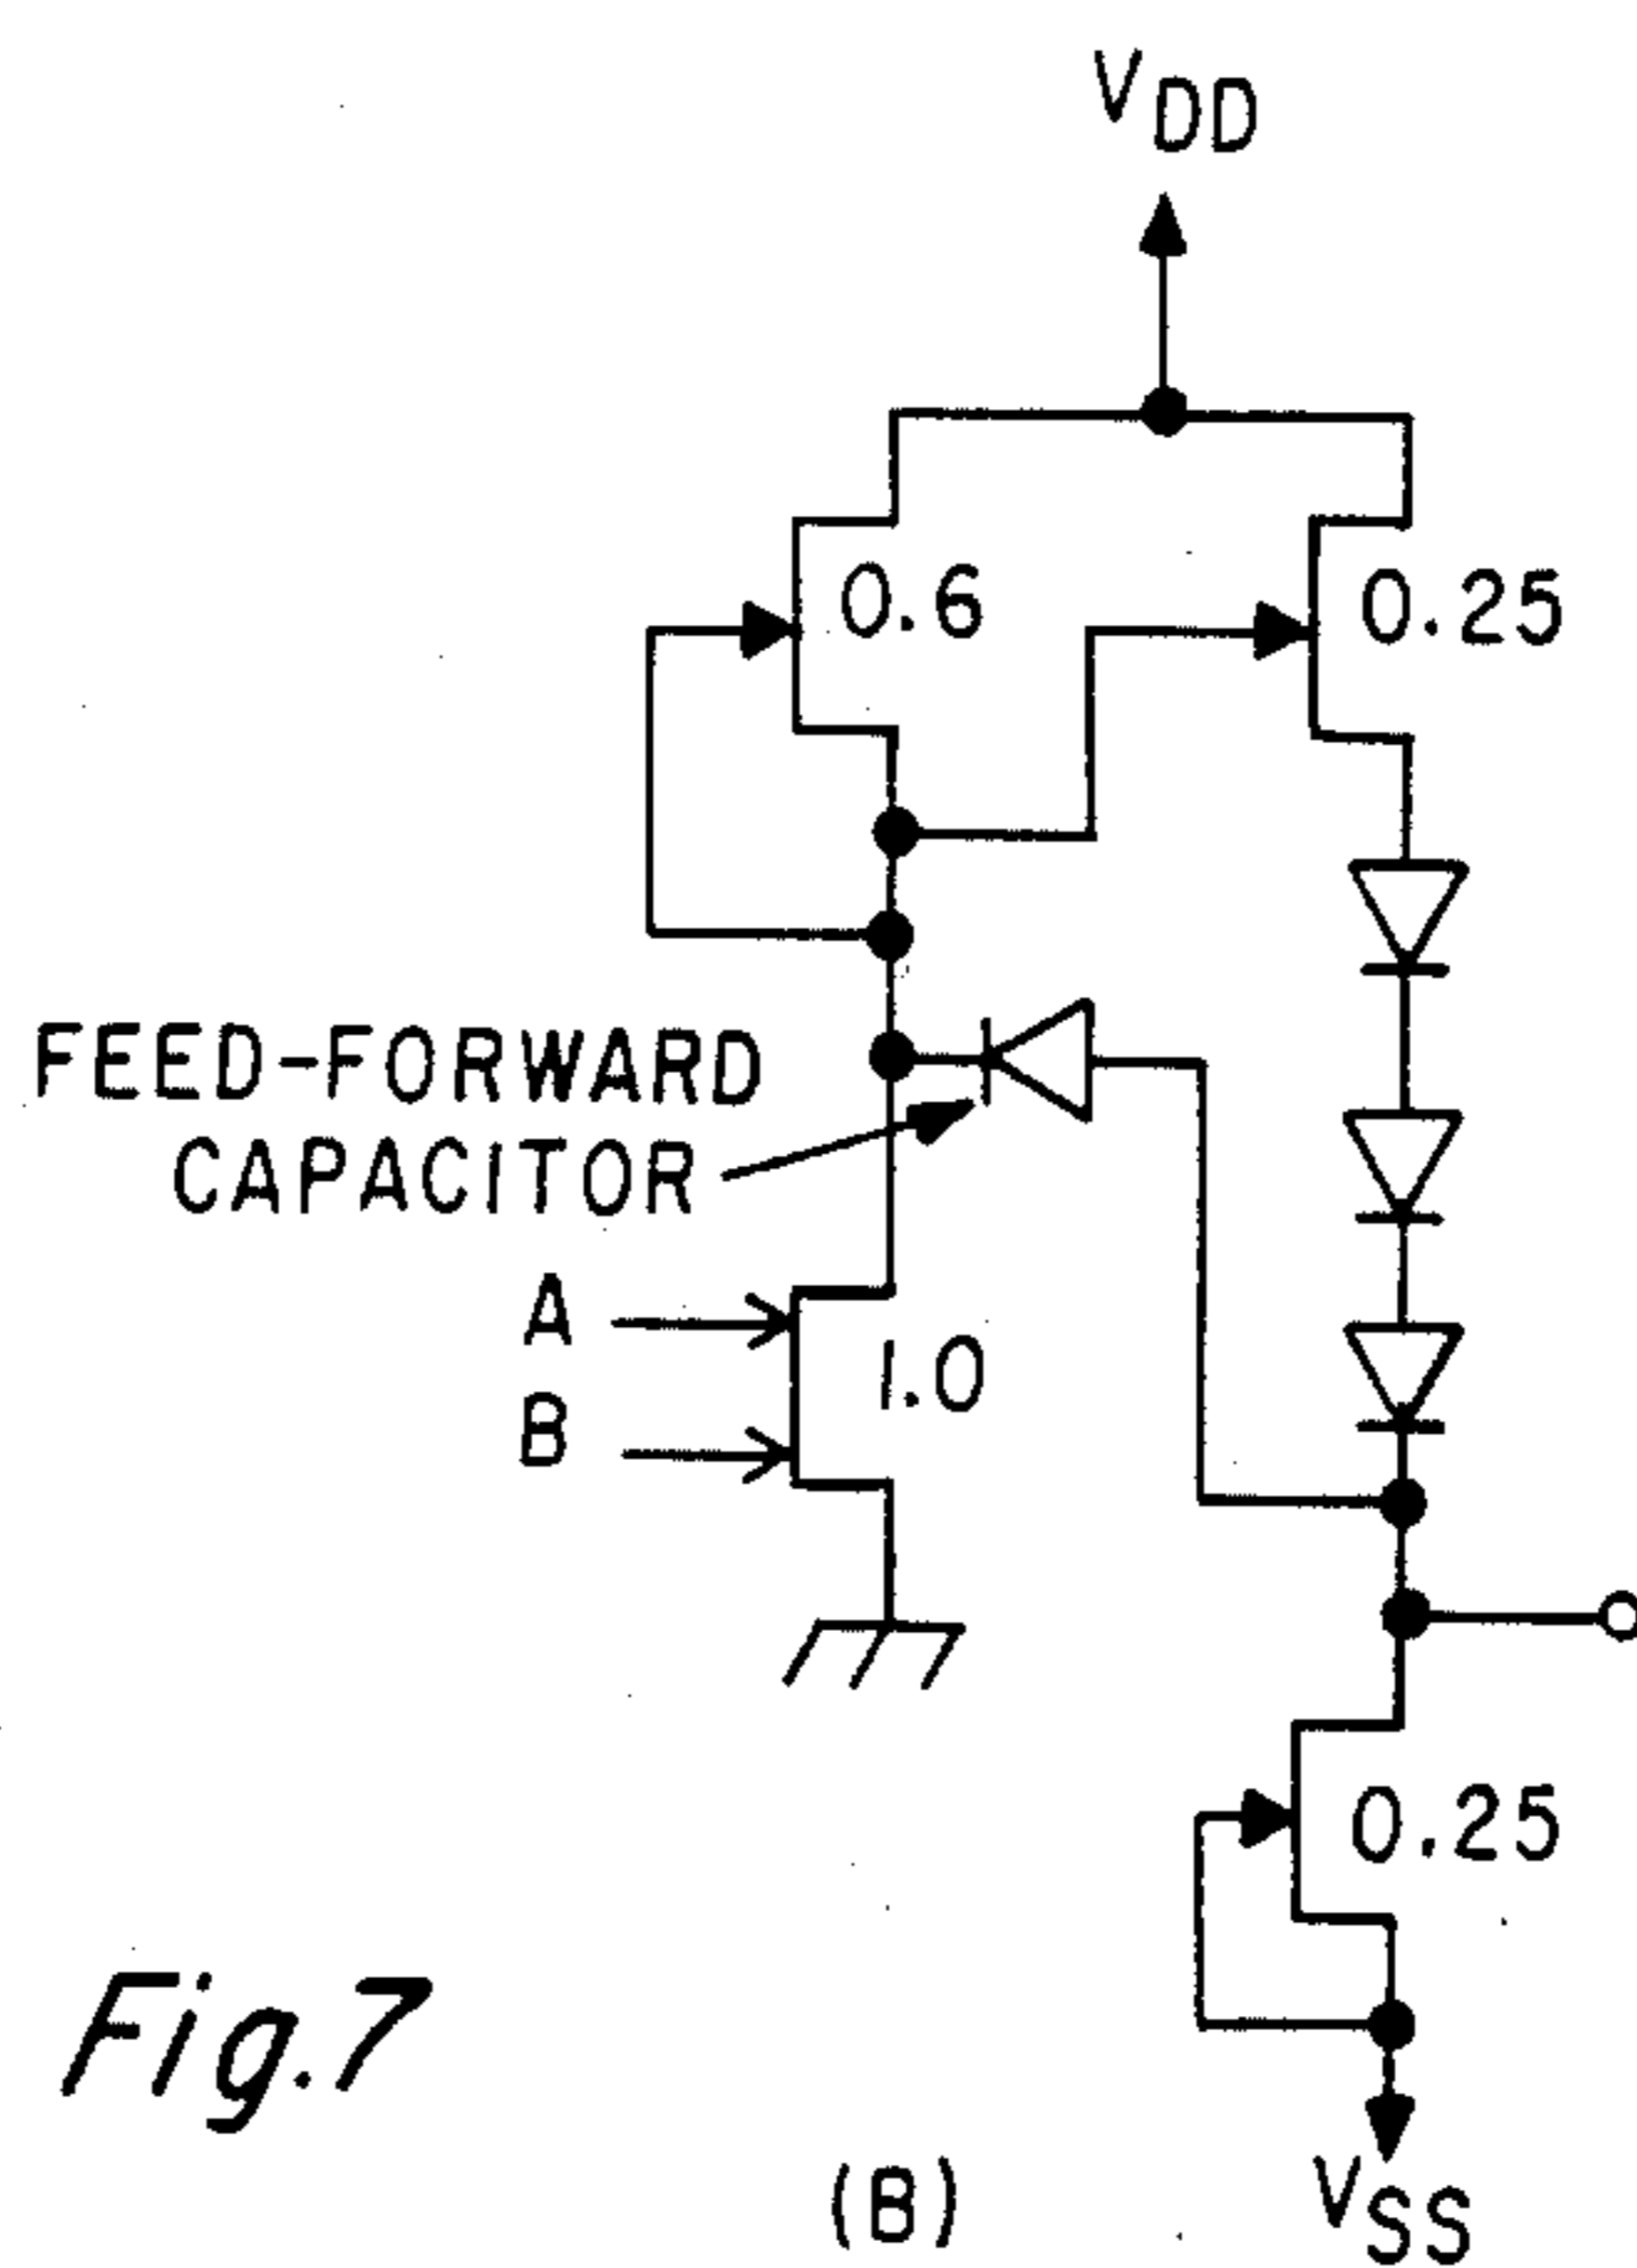 VDD
0.6
0.25
FEED-FORWARD
CAPACITOR
A
1.0
B
0.25
Fig.7
(B)
VSS